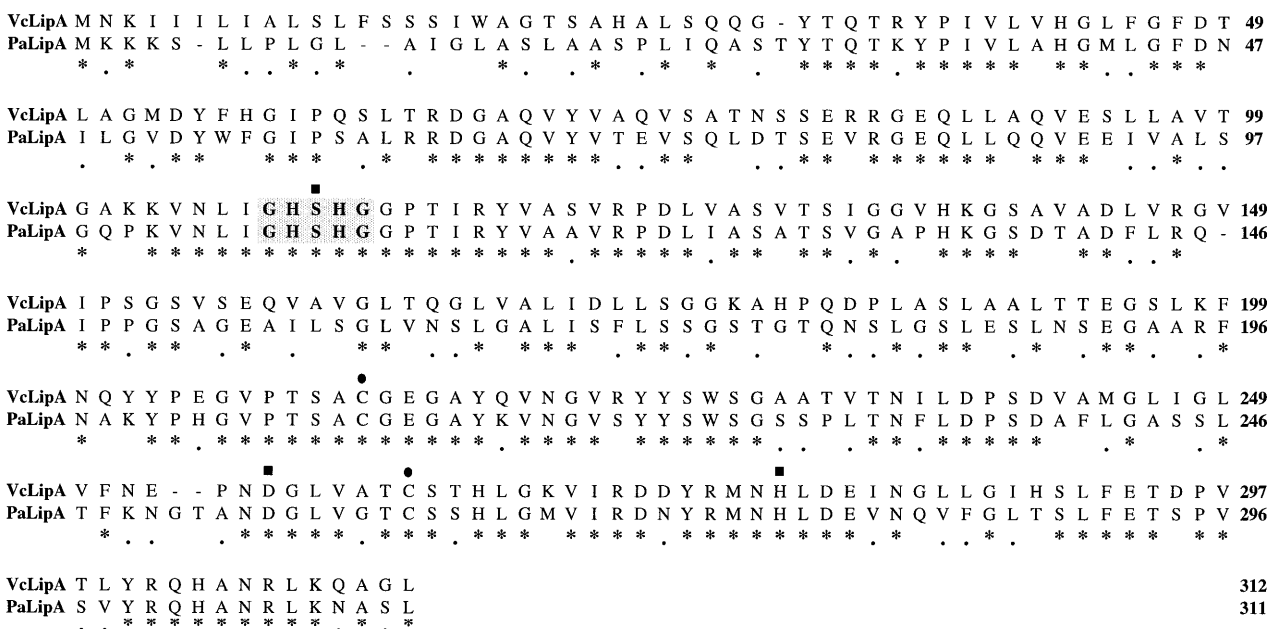 VcLipA M N K I I I L I A L S L F S S S I W A G T S A H A L S Q Q G - Y T Q T R Y P I V L V H G L F G F D T 49
PaLipA M K K K S - L L P L G L - - A I G L A S L A A S P L I Q A S T Y T Q T K Y P I V L A H G M L G F D N 47
* . * * . . * . * . * . . * . * . * * * * . * * * * * * * . . * * *
VcLipA L A G M D Y F H G I P Q S L T R D G A Q V Y V A Q V S A T N S S E R R G E Q L L A Q V E S L L A V T 99
PaLipA I L G V D Y W F G I P S A L R R D G A Q V Y V T E V S Q L D T S E V R G E Q L L Q Q V E E I V A L S 97
. * . * * * * * . * * * * * * * * * . . * * . . * * * * * * * * * * * . . * . .
■
VcLipA G A K K V N L I G H S H G G P T I R Y V A S V R P D L V A S V T S I G G V H K G S A V A D L V R G V 149
PaLipA G Q P K V N L I G H S H G G P T I R Y V A A V R P D L I A S A T S V G A P H K G S D T A D F L R Q - 146
* * * * * * * * * * * * * * * * * * * . * * * * . * * * * . * * * * * * * . . *
VcLipA I P S G S V S E Q V A V G L T Q G L V A L I D L L S G G K A H P Q D P L A S L A A L T T E G S L K F 199
PaLipA I P P G S A G E A I L S G L V N S L G A L I S F L S S G S T G T Q N S L G S L E S L N S E G A A R F 196
* * . * * . * . * * . . * * * * . * * . * * . . * . * * . * . * * . . *
●
VcLipA N Q Y Y P E G V P T S A C G E G A Y Q V N G V R Y Y S W S G A A T V T N I L D P S D V A M G L I G L 249
PaLipA N A K Y P H G V P T S A C G E G A Y K V N G V S Y Y S W S G S S P L T N F L D P S D A F L G A S S L 246
* * * . * * * * * * * * * * * * . * * * * . * * * * * * . . . * * . * * * * * . * . *
■ ● ■
VcLipA V F N E - - P N D G L V A T C S T H L G K V I R D D Y R M N H L D E I N G L L G I H S L F E T D P V 297
PaLipA T F K N G T A N D G L V G T C S S H L G M V I R D N Y R M N H L D E V N Q V F G L T S L F E T S P V 296
* . . . * * * * * . * * * . * * * * * * * . * * * * * * * * . * . . * . * * * * * * *
VcLipA T L Y R Q H A N R L K Q A G L 312
PaLipA S V Y R Q H A N R L K N A S L 311
. . * * * * * * * * * . * . *